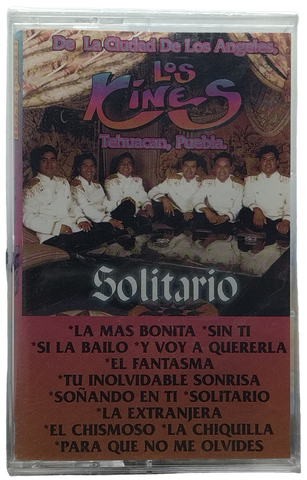 De La Ciudad De Los Angeles,
Los
Kines
Tehuacan, Puebla.
Solitario
*LA MAS BONITA *SIN TI
*SI LA BAILO *Y VOY A QUERERLA
*EL FANTASMA
*TU INOLVIDABLE SONRISA
*SOÑANDO EN TI *SOLITARIO
*LA EXTRANJERA
*EL CHISMOSO *LA CHIQUILLA
*PARA QUE NO ME OLVIDES